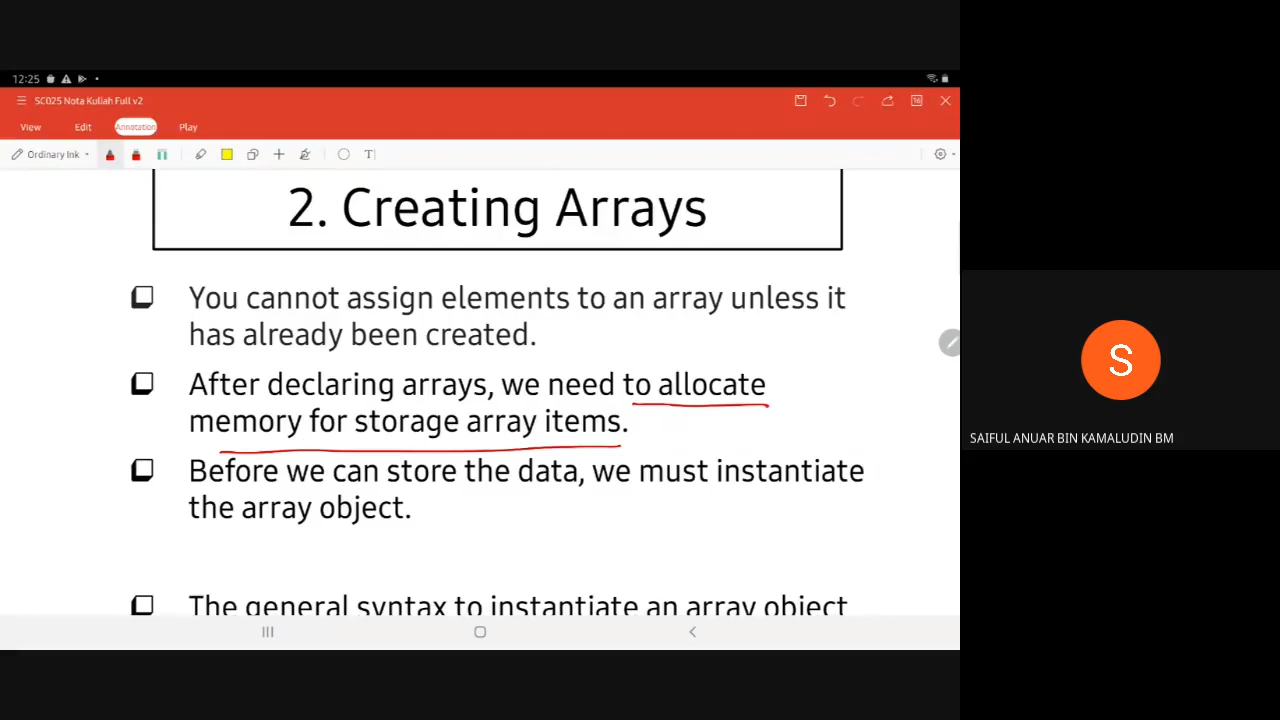 12:25
SC025 Nota Kuliah Full v2
View Edit Annotation Play
Ordinary Ink
T
2. Creating Arrays
You cannot assign elements to an array unless it
has already been created.
After declaring arrays, we need to allocate
memory for storage array items.
Before we can store the data, we must instantiate
the array object.
The general syntax to instantiate an array object
S
SAIFUL ANUAR BIN KAMALUDIN BM